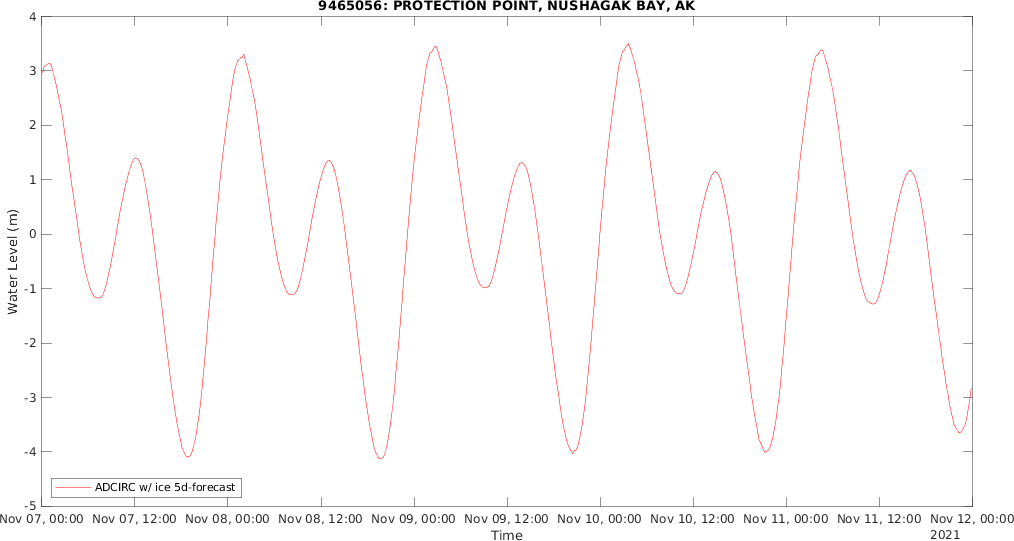 9465056: PROTECTION POINT, NUSHAGAK BAY, AK
4
3
2
1
0
-1
-2
-3
-4
-5
Water Level (m)
ADCIRC w/ ice 5d-forecast
Nov 07, 00:00 Nov 07, 12:00 Nov 08, 00:00 Nov 08, 12:00 Nov 09, 00:00 Nov 09, 12:00 Nov 10, 00:00 Nov 10, 12:00 Nov 11, 00:00 Nov 11, 12:00 Nov 12, 00:00
Time
2021